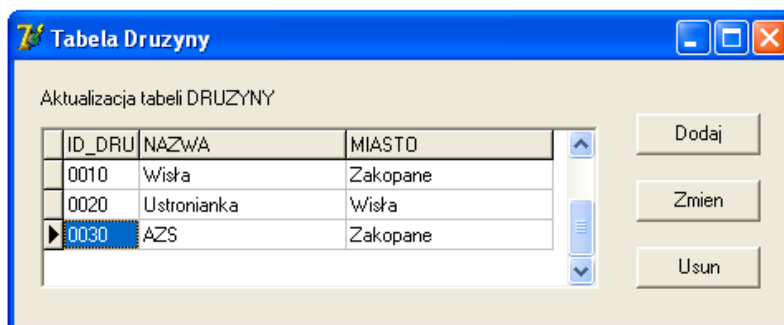 Tabela Druzyny
Aktualizacja tabeli DRUZYNY
ID_DRU NAZWA MIASTO
0010 Wisła Zakopane
0020 Ustronianka Wisła
0030 AZS Zakopane
Dodaj
Zmien
Usun